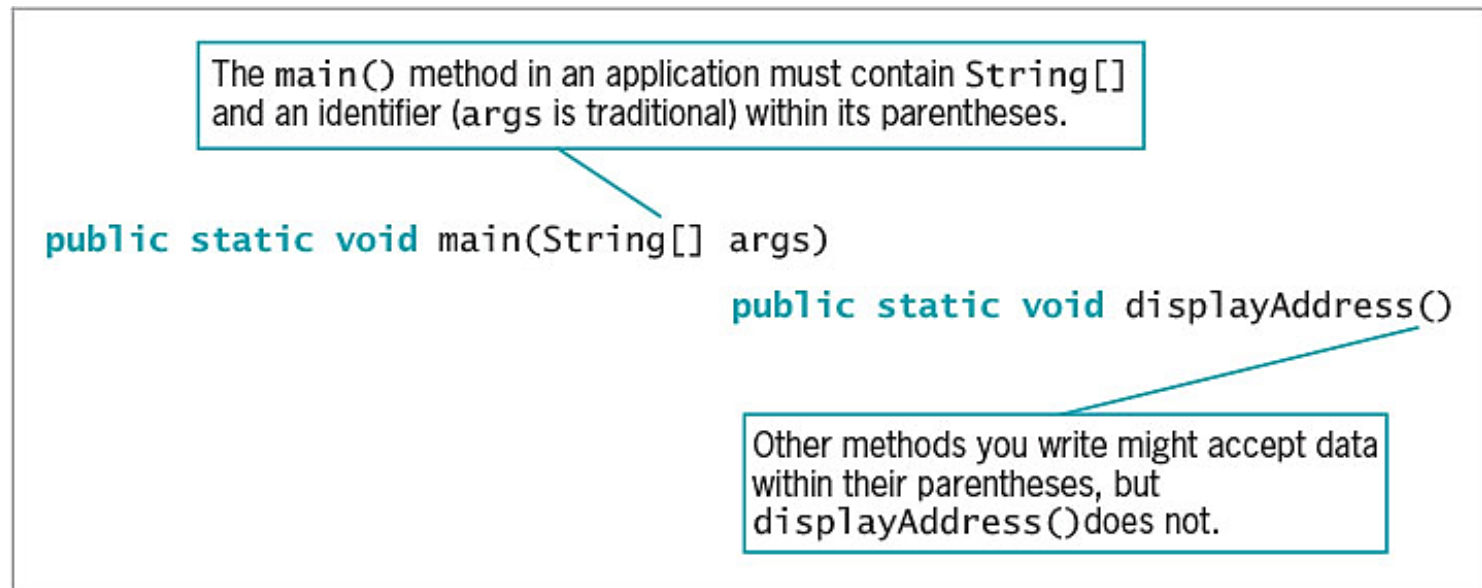 The main() method in an application must contain String[]
and an identifier (args is traditional) within its parentheses.
public static void main(String[] args)
public static void displayAddress()
Other methods you write might accept data
within their parentheses, but
displayAddress()does not.